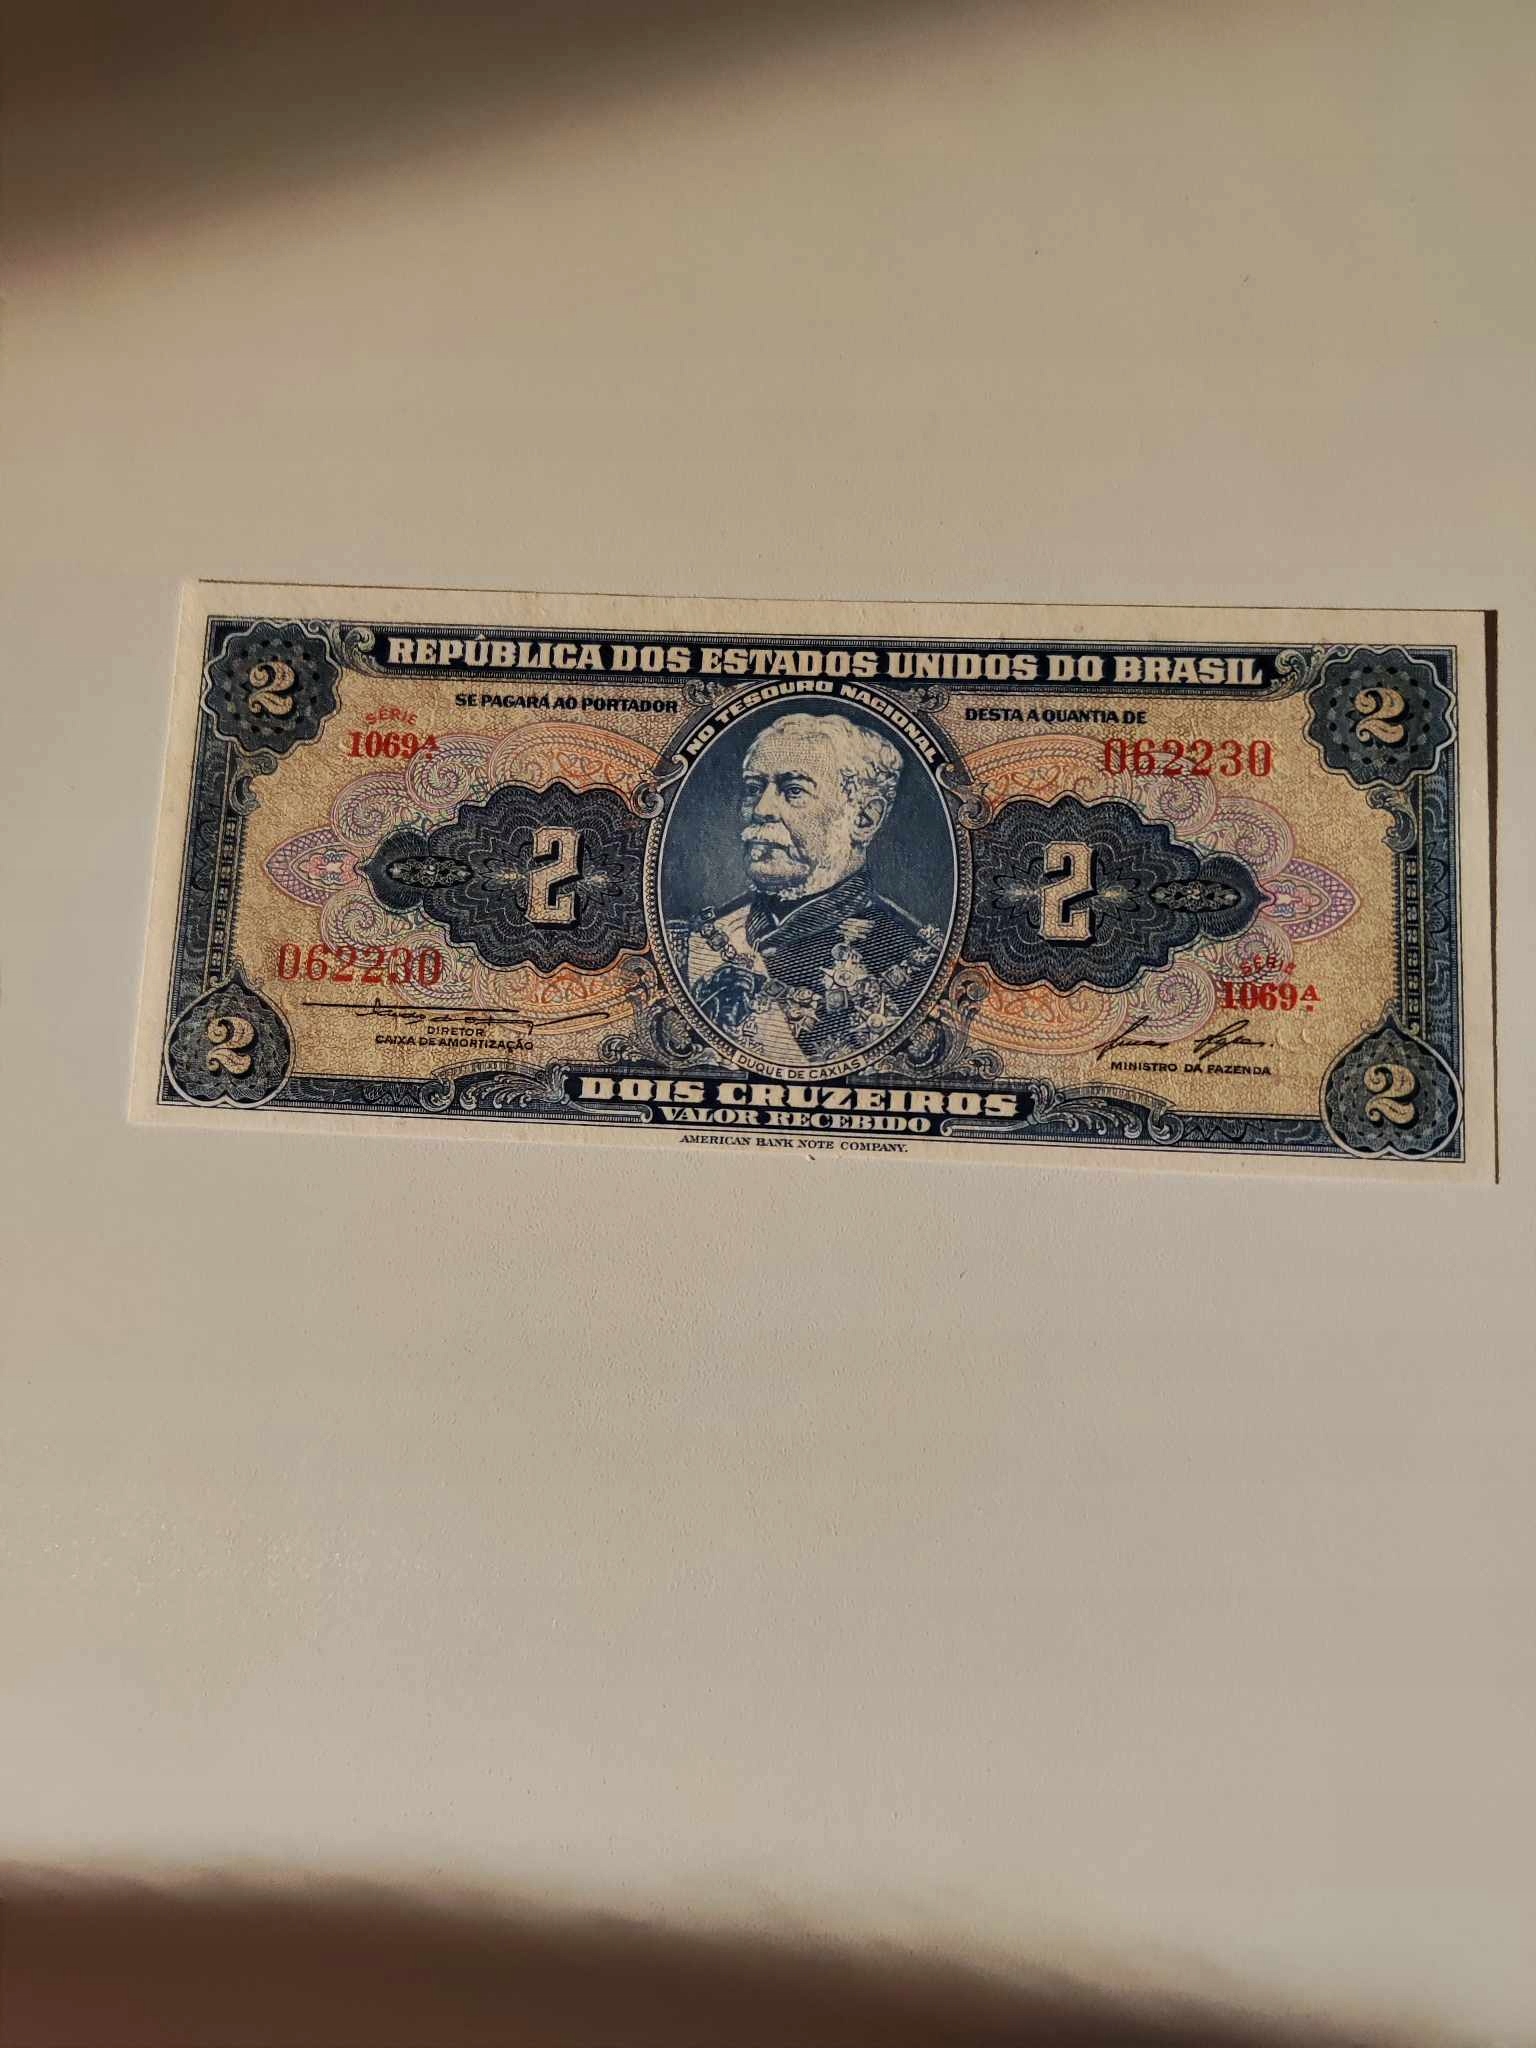 REPÚBLICA DOS ESTADOS UNIDOS DO BRASIL
2
2
SE PAGARÁ AO PORTADOR
NO TESOURO NACIONAL
DESTA A QUANTIA DE
SÉRIE
1069A
062230
2
2
062230
SÉRIE
1069A
DIRETOR
CAIXA DE AMORTIZAÇÃO
MINISTRO DA FAZENDA
DUQUE DE CAXIAS
2
2
DOIS CRUZEIROS
VALOR RECEBIDO
AMERICAN BANK NOTE COMPANY.